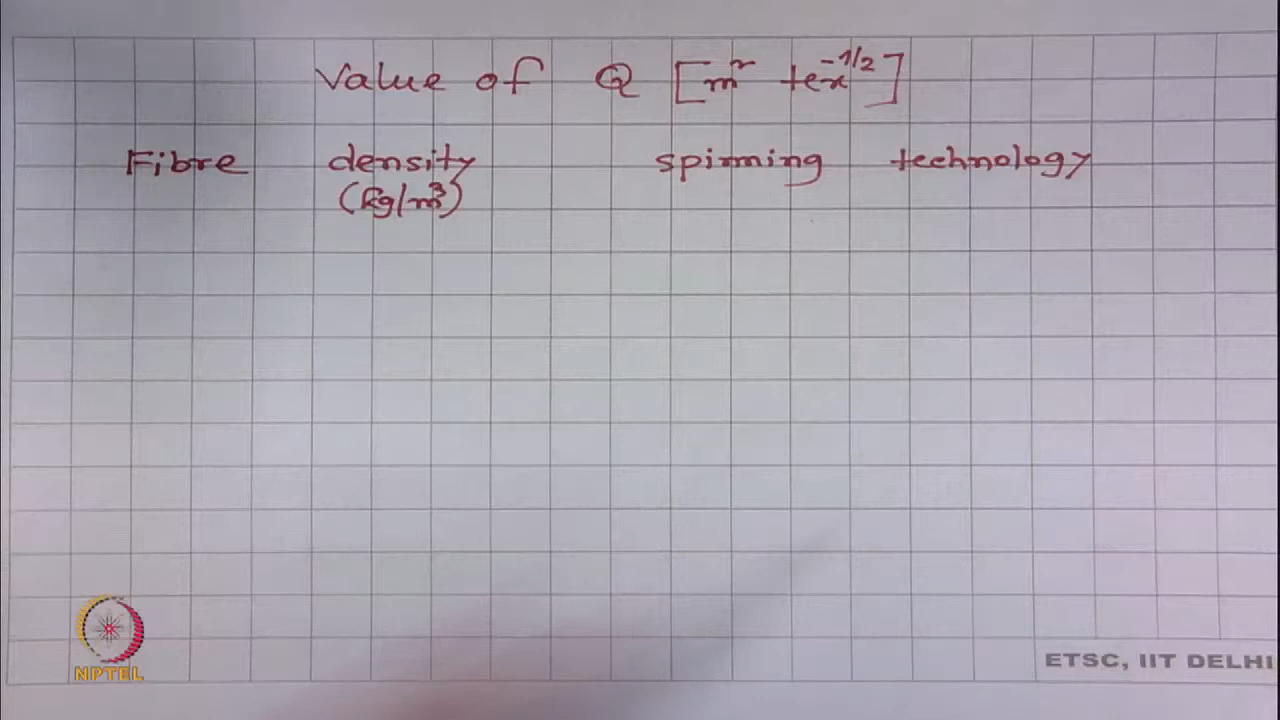 Value of Q [m² tex^-1/2]
Fibre density spinning technology
(kg/m³)
NPTEL
ETSC, IIT DELHI